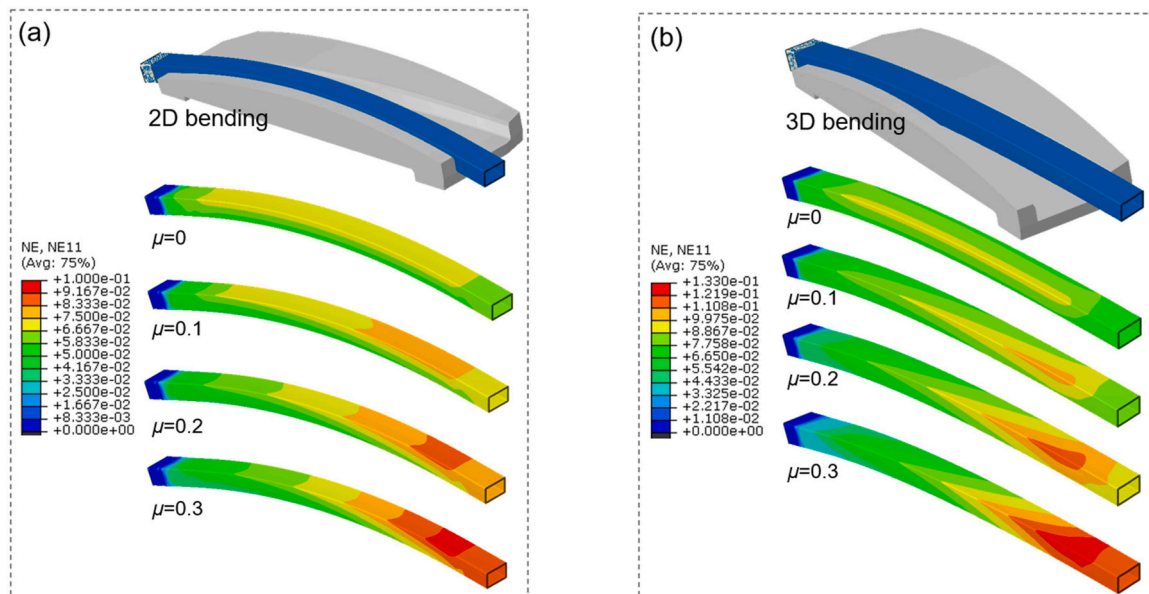 (a)
2D bending
μ=0
NE, NE11
(Avg: 75%)
+1.000e-01
+9.167e-02
+8.333e-02
+7.500e-02
+6.667e-02
+5.833e-02
+5.000e-02
+4.167e-02
+3.333e-02
+2.500e-02
+1.667e-02
+8.333e-03
+0.000e+00
μ=0.1
μ=0.2
μ=0.3
(b)
3D bending
μ=0
NE, NE11
(Avg: 75%)
+1.330e-01
+1.219e-01
+1.108e-01
+9.975e-02
+8.867e-02
+7.758e-02
+6.650e-02
+5.542e-02
+4.433e-02
+3.325e-02
+2.217e-02
+1.108e-02
+0.000e+00
μ=0.1
μ=0.2
μ=0.3